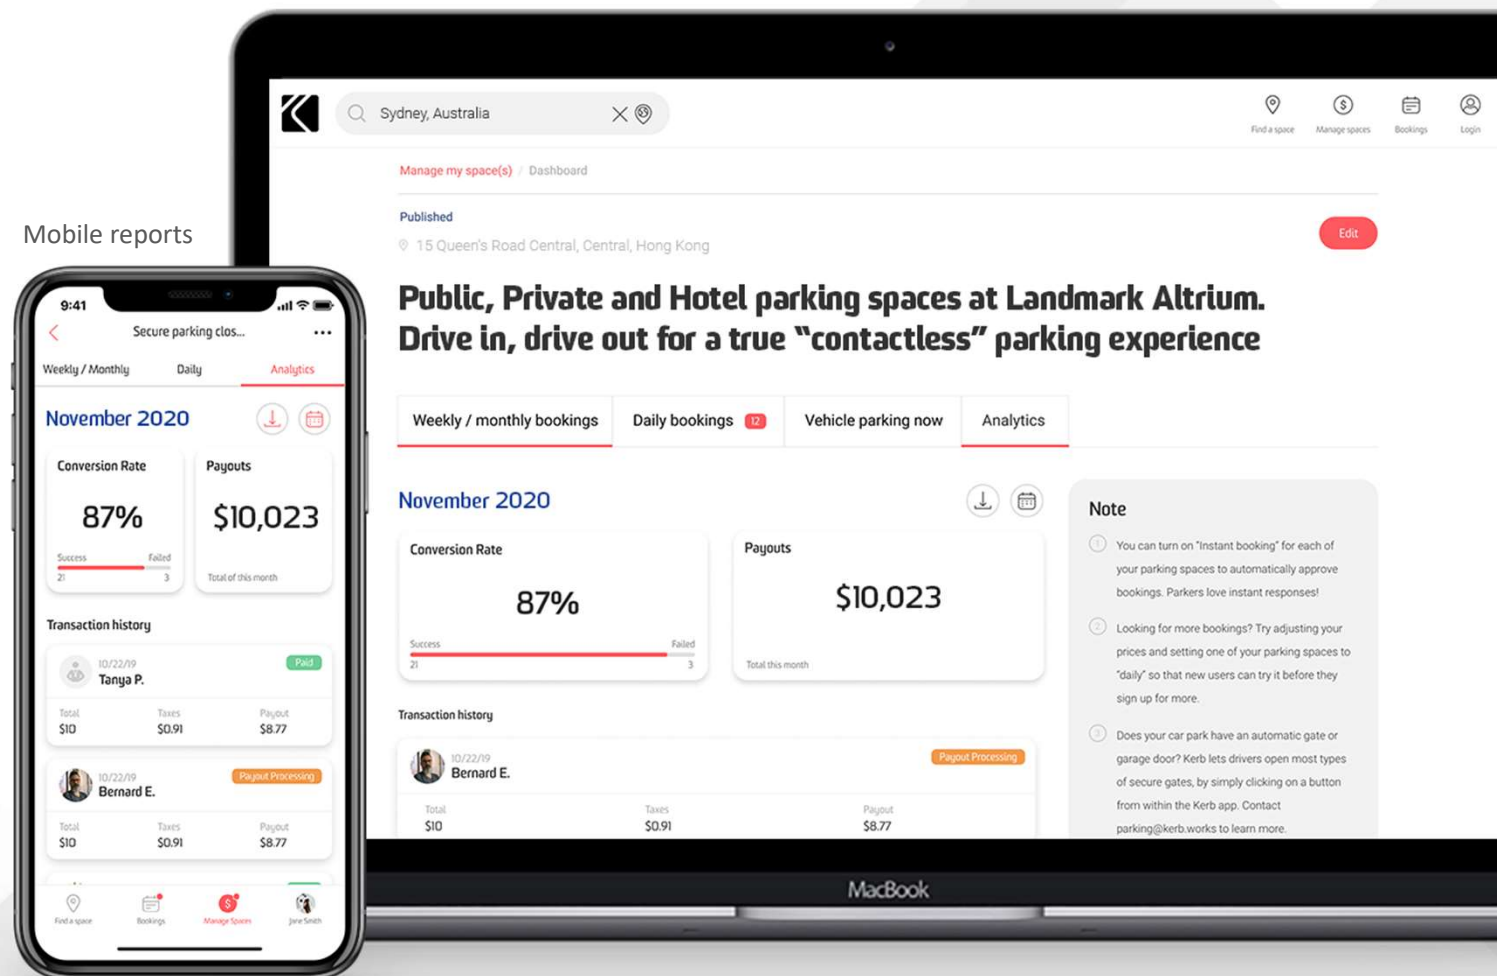 Mobile reports
9:41
Secure parking clos...
Weekly / Monthly
Daily
Analytics
November 2020
Conversion Rate
87%
Success
Failed
21
3
Payouts
$10,023
Total of this month
Transaction history
10/22/19
Tanya P.
Paid
Total
Taxes
Payout
$10
$0.91
$8.77
10/22/19
Bernard E.
Payout Processing
Total
Taxes
Payout
$10
$0.91
$8.77
Find a space
Bookings
Manage Spaces
Jane Smith
Sydney, Australia
Find a space
Manage spaces
Bookings
Login
Manage my space(s) / Dashboard
Published
15 Queen's Road Central, Central, Hong Kong
Edit
Public, Private and Hotel parking spaces at Landmark Altrium.
Drive in, drive out for a true “contactless” parking experience
Weekly / monthly bookings
Daily bookings 12
Vehicle parking now
Analytics
November 2020
Conversion Rate
87%
Success
Failed
21
3
Payouts
$10,023
Total this month
Transaction history
10/22/19
Bernard E.
Payout Processing
Total
Taxes
Payout
$10
$0.91
$8.77
Note
1 You can turn on "Instant booking" for each of
your parking spaces to automatically approve
bookings. Parkers love instant responses!
2 Looking for more bookings? Try adjusting your
prices and setting one of your parking spaces to
"daily" so that new users can try it before they
sign up for more.
3 Does your car park have an automatic gate or
garage door? Kerb lets drivers open most types
of secure gates, by simply clicking on a button
from within the Kerb app. Contact
parking@kerb.works to learn more.
MacBook